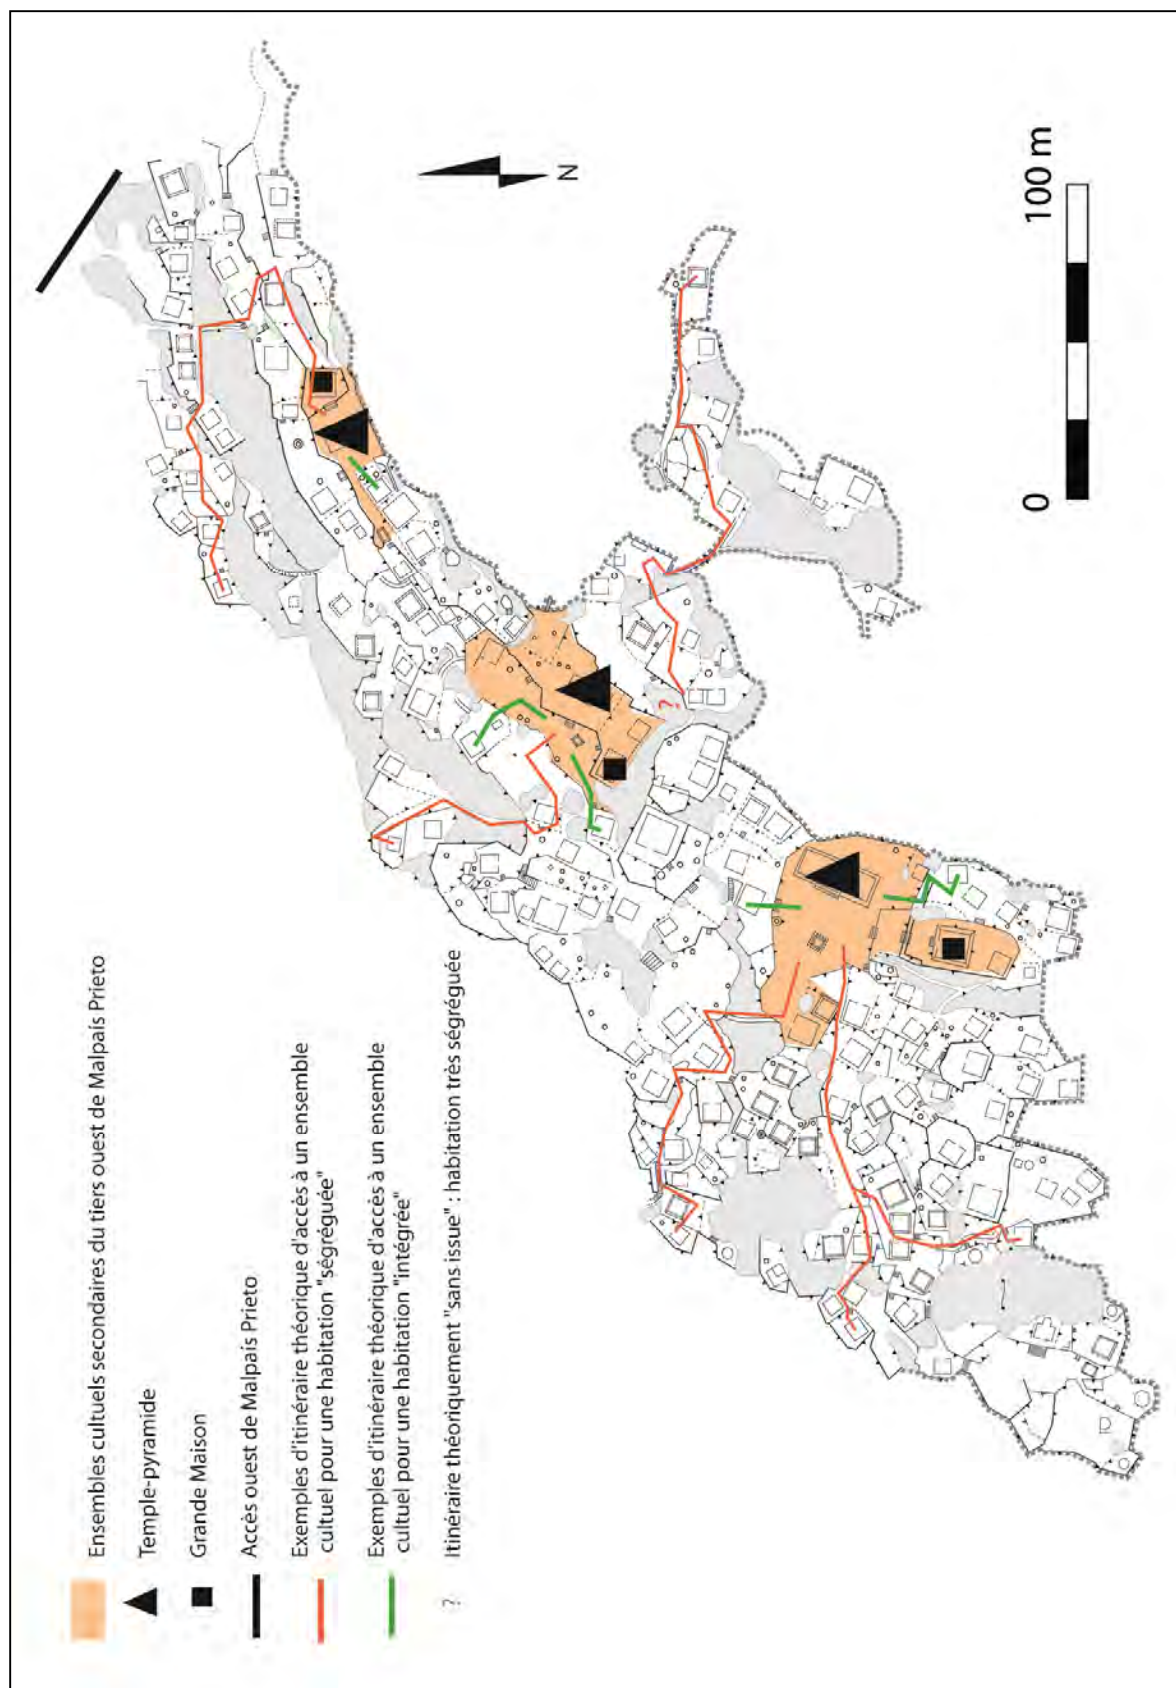 Ensembles cultuels secondaires du tiers ouest de Malpaís Prieto
Temple-pyramide
Grande Maison
Accès ouest de Malpaís Prieto
Exemples d'itinéraire théorique d'accès à un ensemble
cultuel pour une habitation "ségréguée"
Exemples d'itinéraire théorique d'accès à un ensemble
cultuel pour une habitation "intégrée"
? Itinéraire théoriquement "sans issue" : habitation très ségréguée
?
N
0 100 m